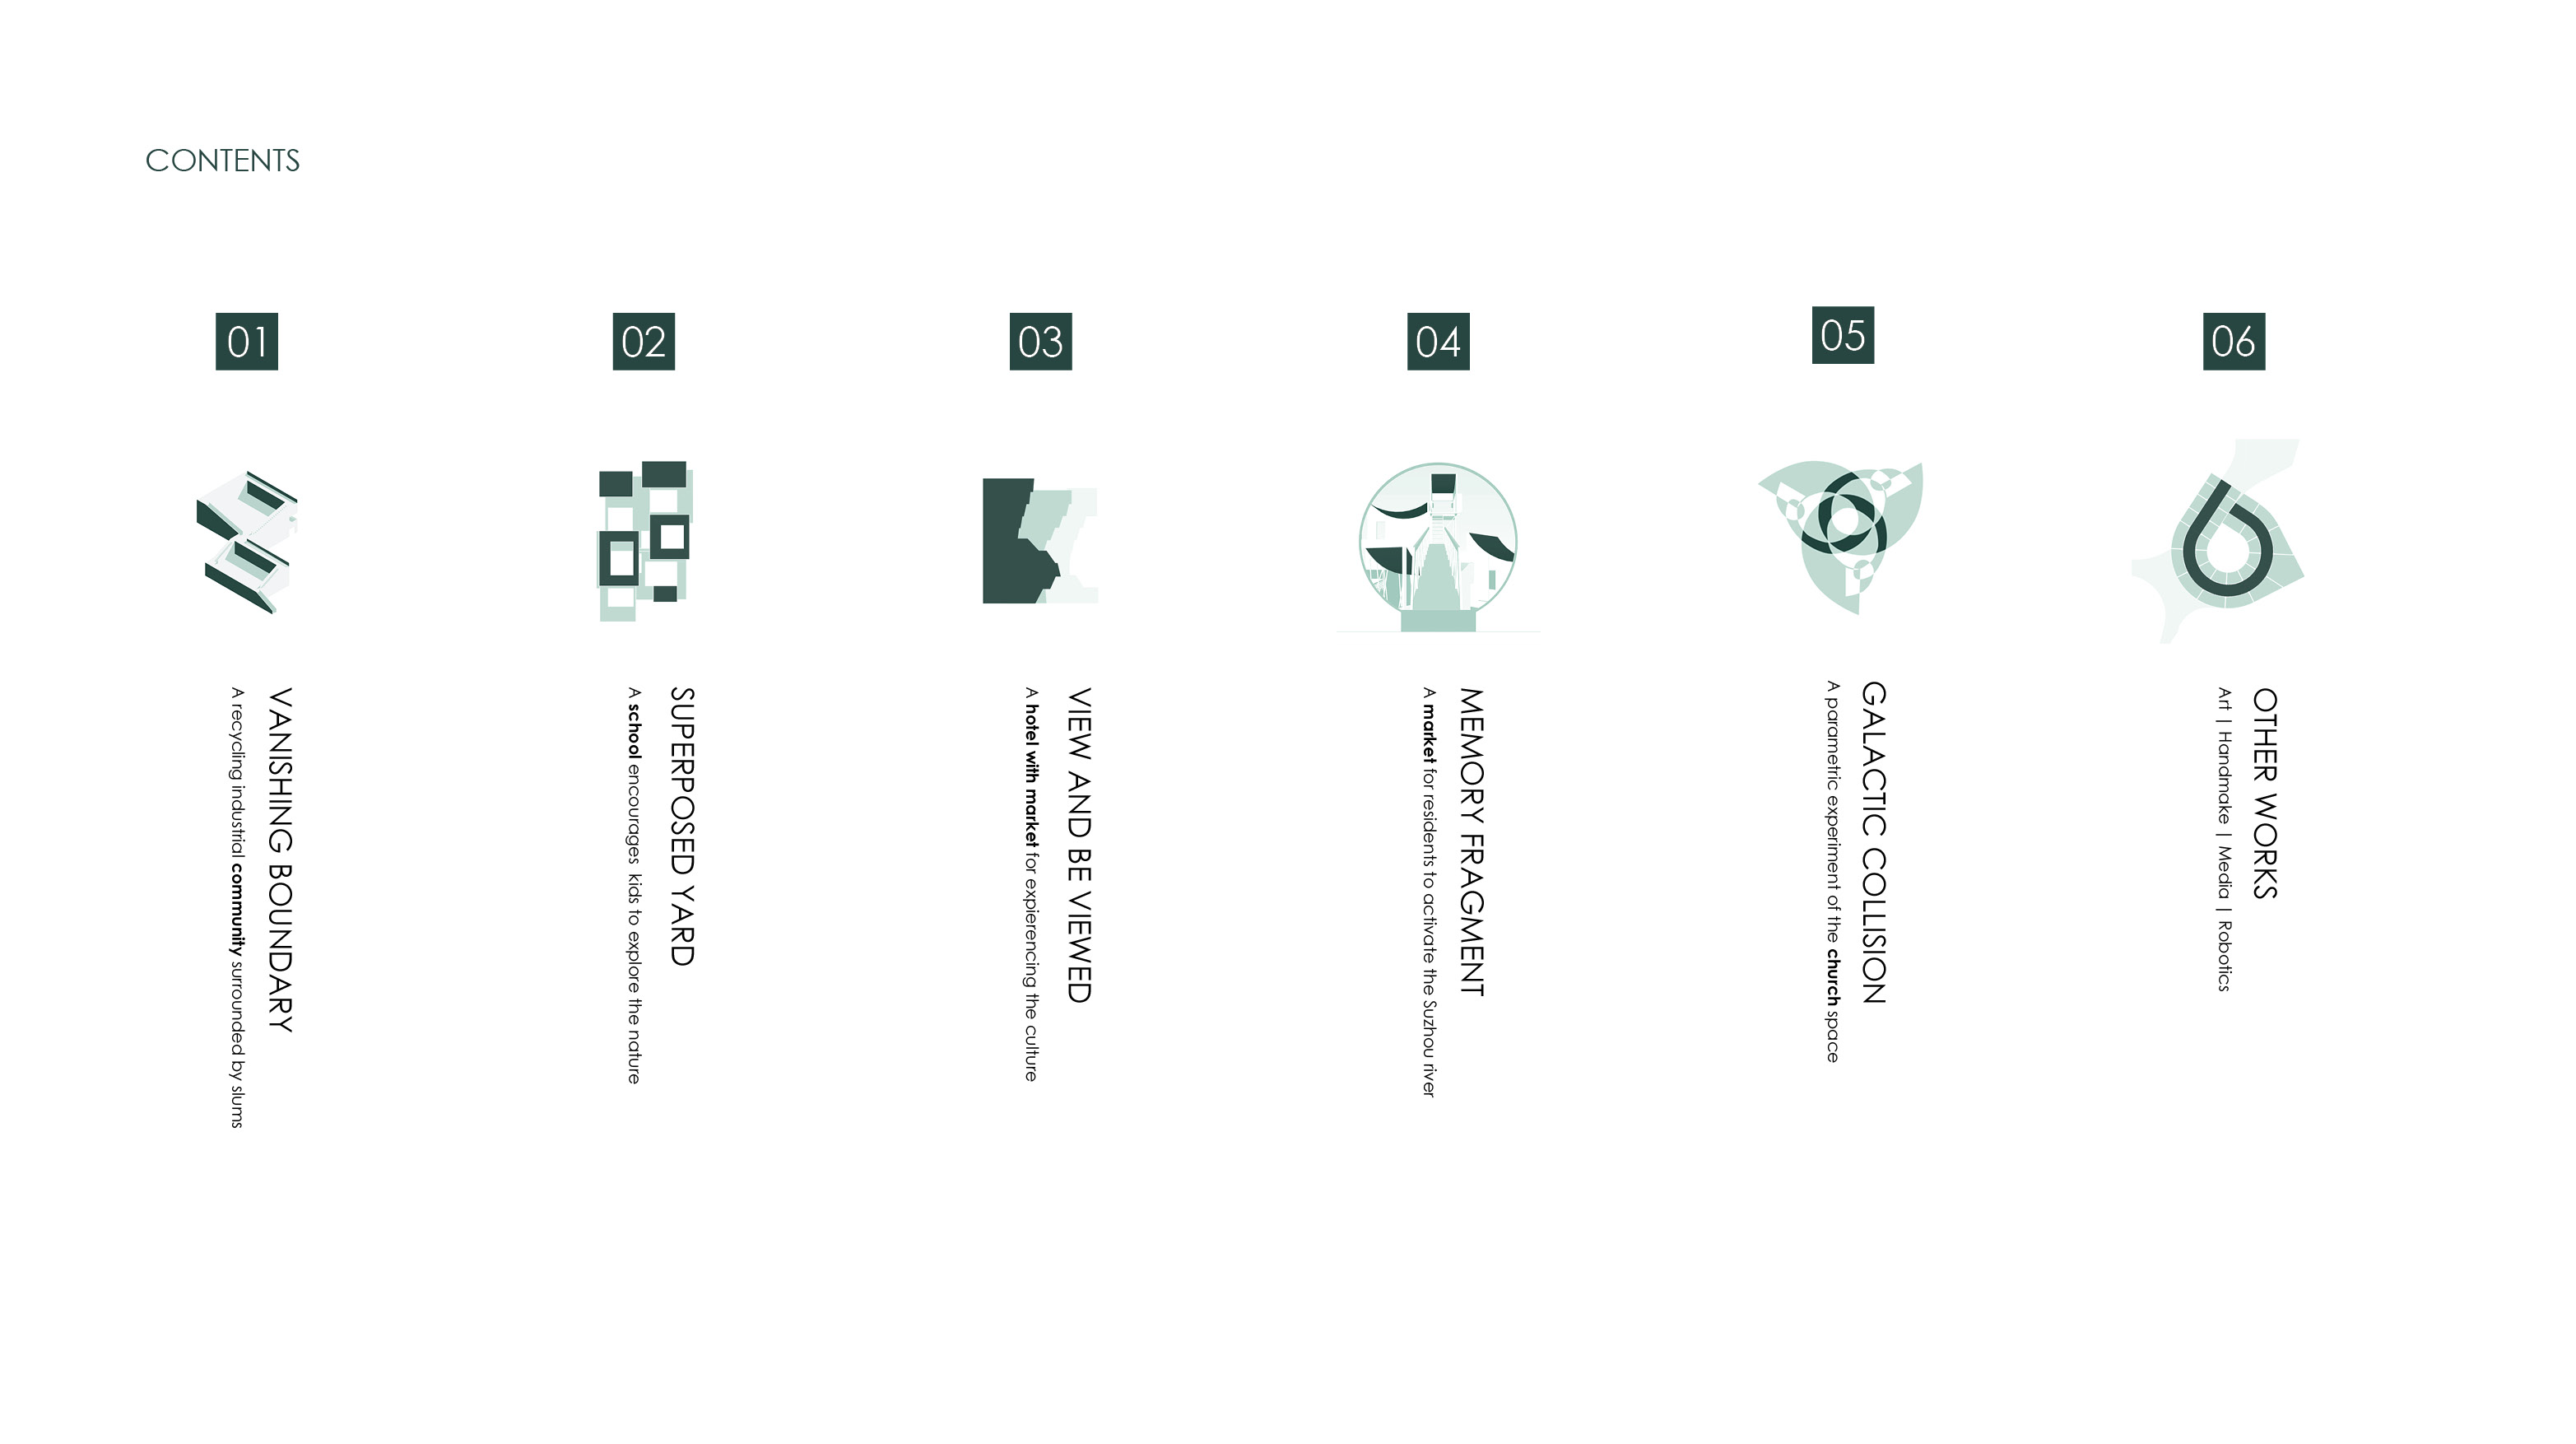 CONTENTS
01
VANISHING BOUNDARY
A recycling industrial community surrounded by slums
02
SUPERPOSED YARD
A school encourages kids to explore the nature
03
VIEW AND BE VIEWED
A hotel with market for expierencing the culture
04
MEMORY FRAGMENT
A market for residents to activate the Suzhou river
05
GALACTIC COLLISION
A parametric experiment of the church space
06
OTHER WORKS
Art | Handmake | Media | Robotics